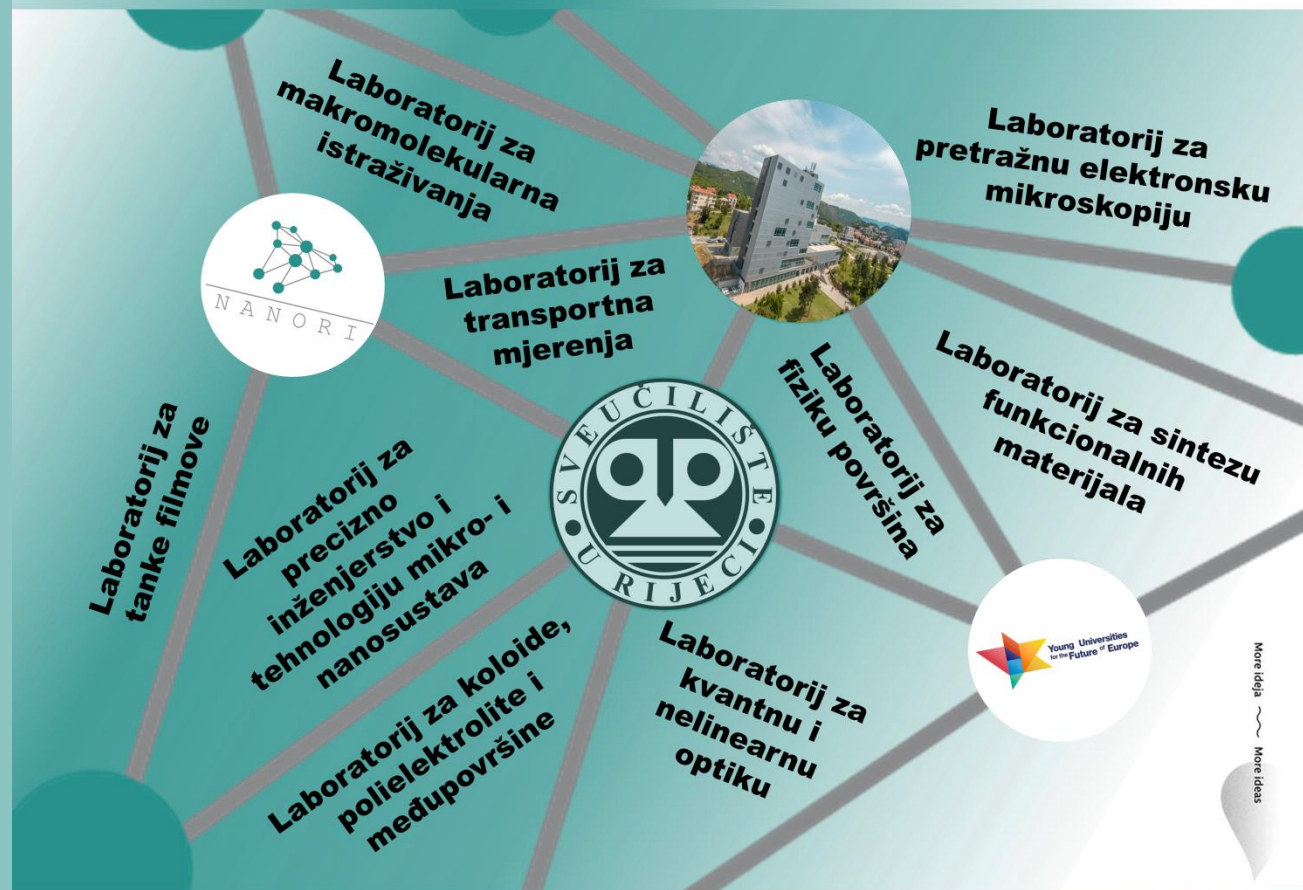 Laboratorij za
makromolekularna
istraživanja
Laboratorij za
pretražnu elektronsku
mikroskopiju
NANORI
Laboratorij za
transportna
mjerenja
Laboratorij za
fiziku površina
Laboratorij za sintezu
funkcionalnih
materijala
Laboratorij za
tanke filmove
Laboratorij za
precizno
inženjerstvo i
tehnologiju mikro- i
nanosustava
SVEUČILIŠTE
U RIJECI
Laboratorij za koloide,
polielektrolite i
međupovršine
Laboratorij za
kvantnu i
nelinearnu
optiku
Young Universities
for the Future of Europe
More ideja ~ More ideas